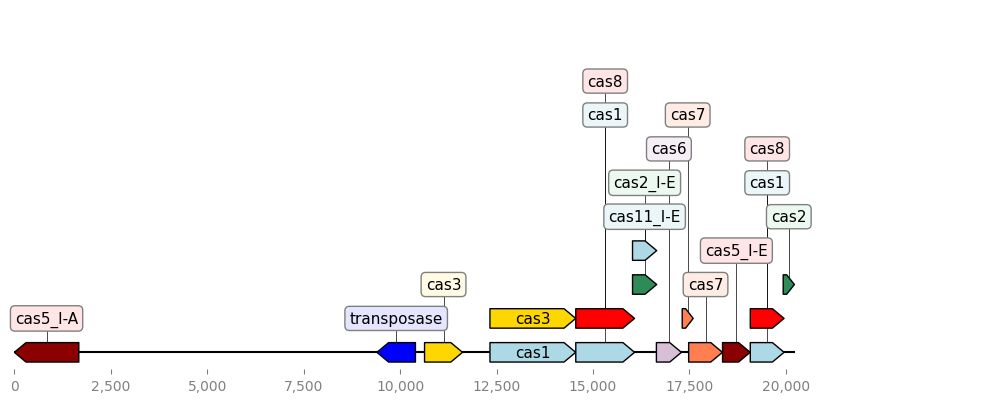 cas8
cas1
cas7
cas6
cas8
cas2_I-E
cas1
cas11_I-E
cas2
cas5_I-E
cas3
cas7
cas5_I-A
transposase
cas3
cas1
0
2,500
5,000
7,500
10,000
12,500
15,000
17,500
20,000